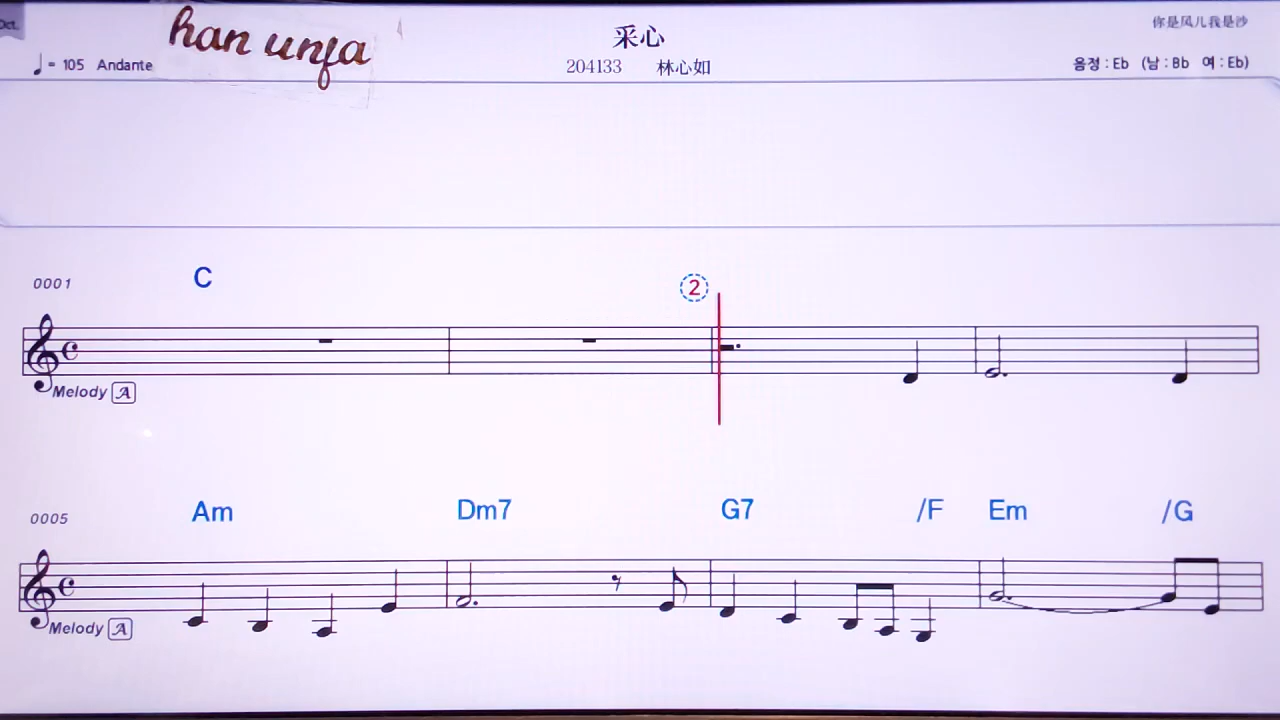 Oct.
han unfa
采心
你是风儿我是沙
♩= 105 Andante
204133 林心如
음정 : Eb (남 : Bb 여 : Eb)
0001 C ②
Melody A
0005 Am Dm7 G7 /F Em /G
Melody A